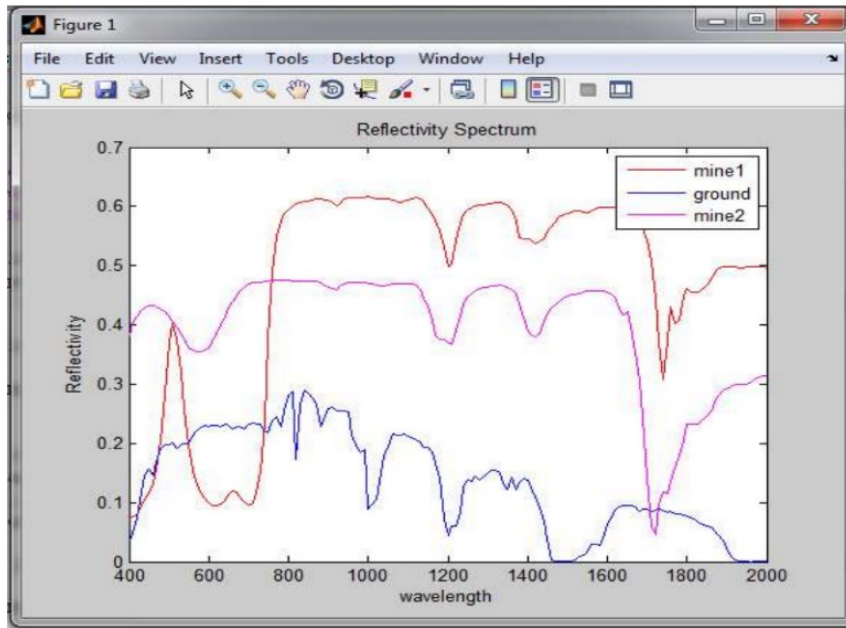 Figure 1
File Edit View Insert Tools Desktop Window Help
Reflectivity Spectrum
0.7
0.6
0.5
0.4
0.3
0.2
0.1
0
Reflectivity
mine1
ground
mine2
400 600 800 1000 1200 1400 1600 1800 2000
wavelength